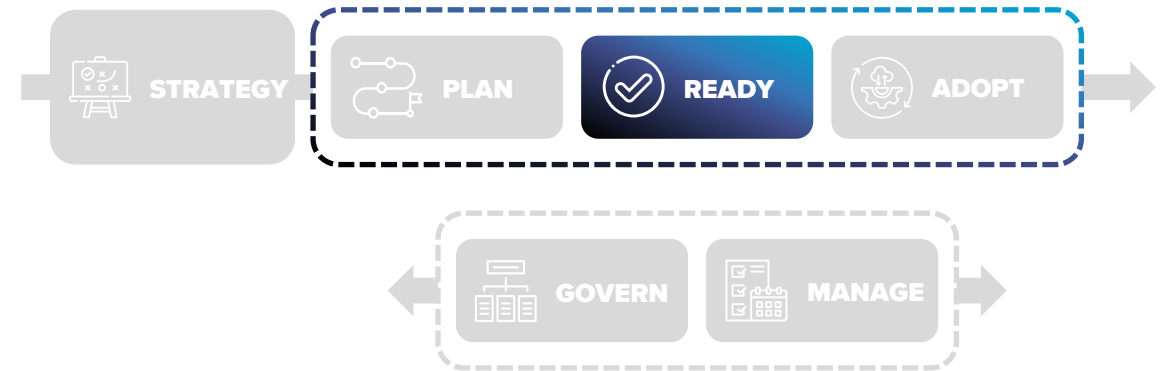 STRATEGY
PLAN
READY
ADOPT
GOVERN
MANAGE